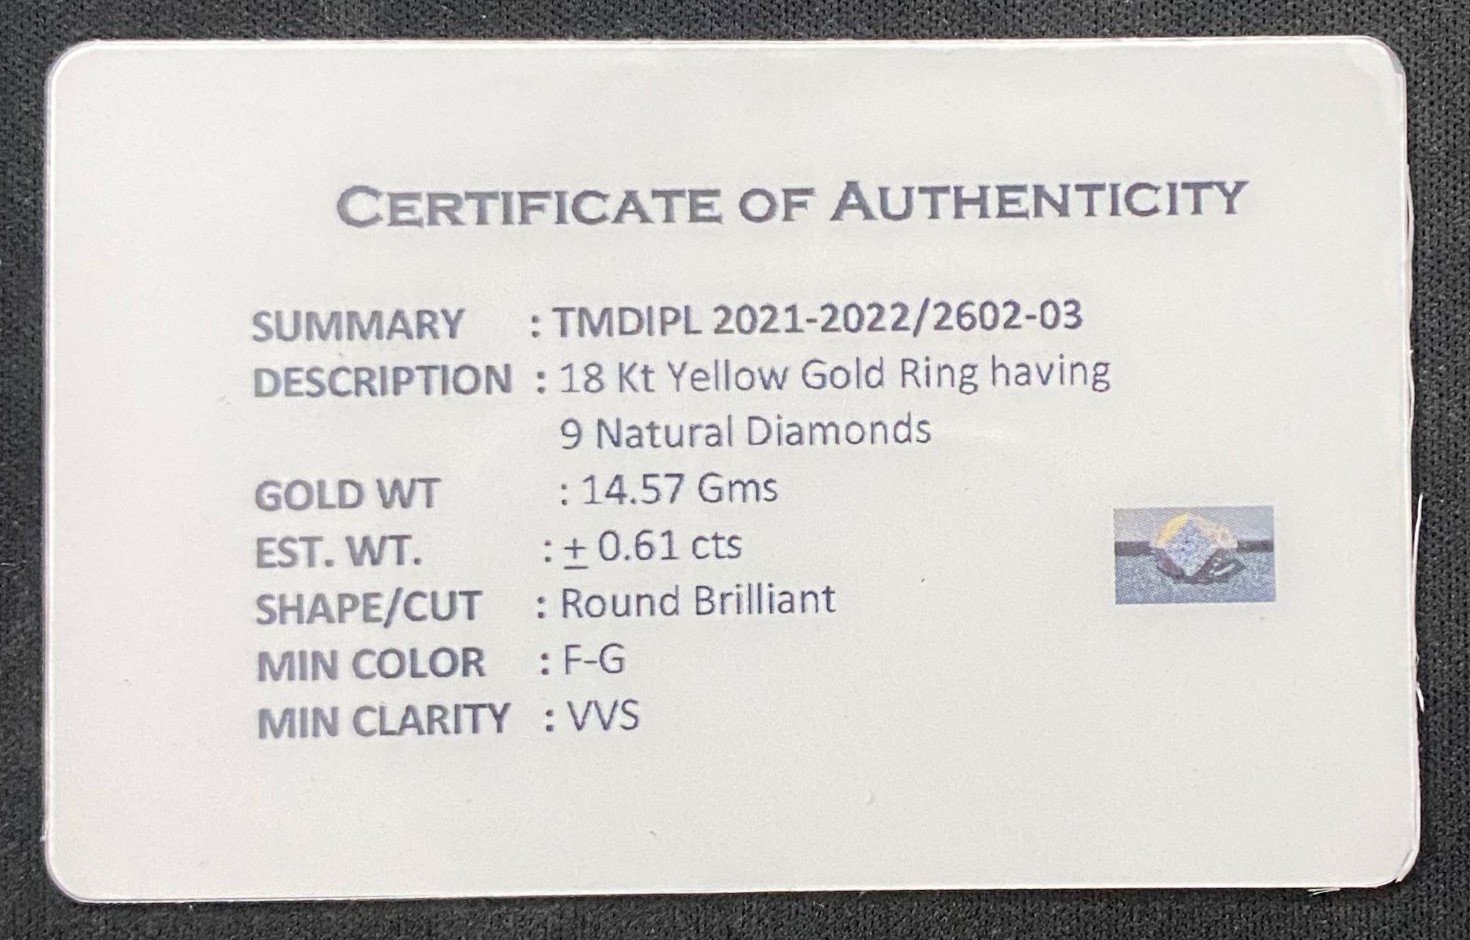 CERTIFICATE OF AUTHENTICITY
SUMMARY : TMDIPL 2021-2022/2602-03
DESCRIPTION : 18 Kt Yellow Gold Ring having
9 Natural Diamonds
GOLD WT : 14.57 Gms
EST. WT. : ± 0.61 cts
SHAPE/CUT : Round Brilliant
MIN COLOR : F-G
MIN CLARITY : VVS